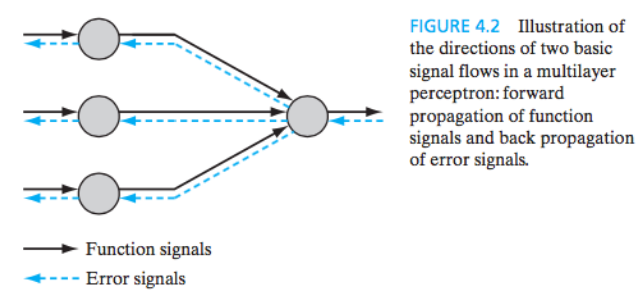 FIGURE 4.2 Illustration of
the directions of two basic
signal flows in a multilayer
perceptron: forward
propagation of function
signals and back propagation
of error signals.
Function signals
Error signals